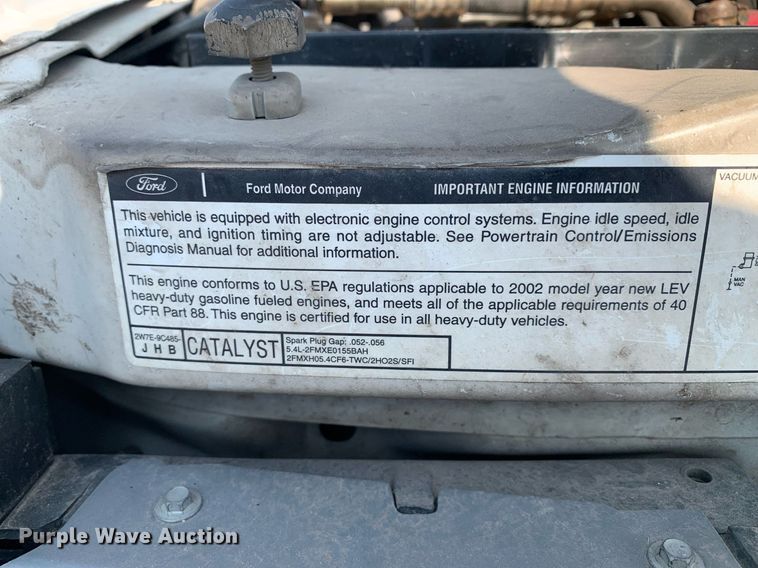 Ford
Ford Motor Company
IMPORTANT ENGINE INFORMATION
This vehicle is equipped with electronic engine control systems. Engine idle speed, idle
mixture, and ignition timing are not adjustable. See Powertrain Control/Emissions
Diagnosis Manual for additional information.
This engine conforms to U.S. EPA regulations applicable to 2002 model year new LEV
heavy-duty gasoline fueled engines, and meets all of the applicable requirements of 40
CFR Part 88. This engine is certified for use in all heavy-duty vehicles.
2W7E-9C485-
J H B
CATALYST
Spark Plug Gap: .052-.056
5.4L-2FMXE0155BAH
2FMXH05.4CF6-TWC/2HO2S/SFI
VACUUM
MAN
VAC
Purple Wave Auction